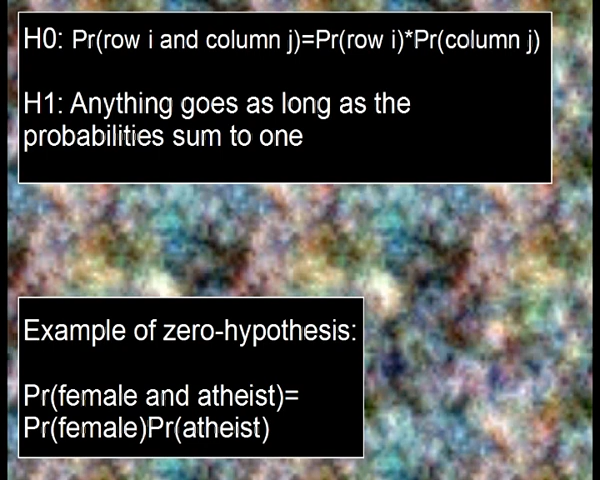 H0: Pr(row i and column j)=Pr(row i)*Pr(column j)
H1: Anything goes as long as the
probabilities sum to one
Example of zero-hypothesis:
Pr(female and atheist)=
Pr(female)Pr(atheist)